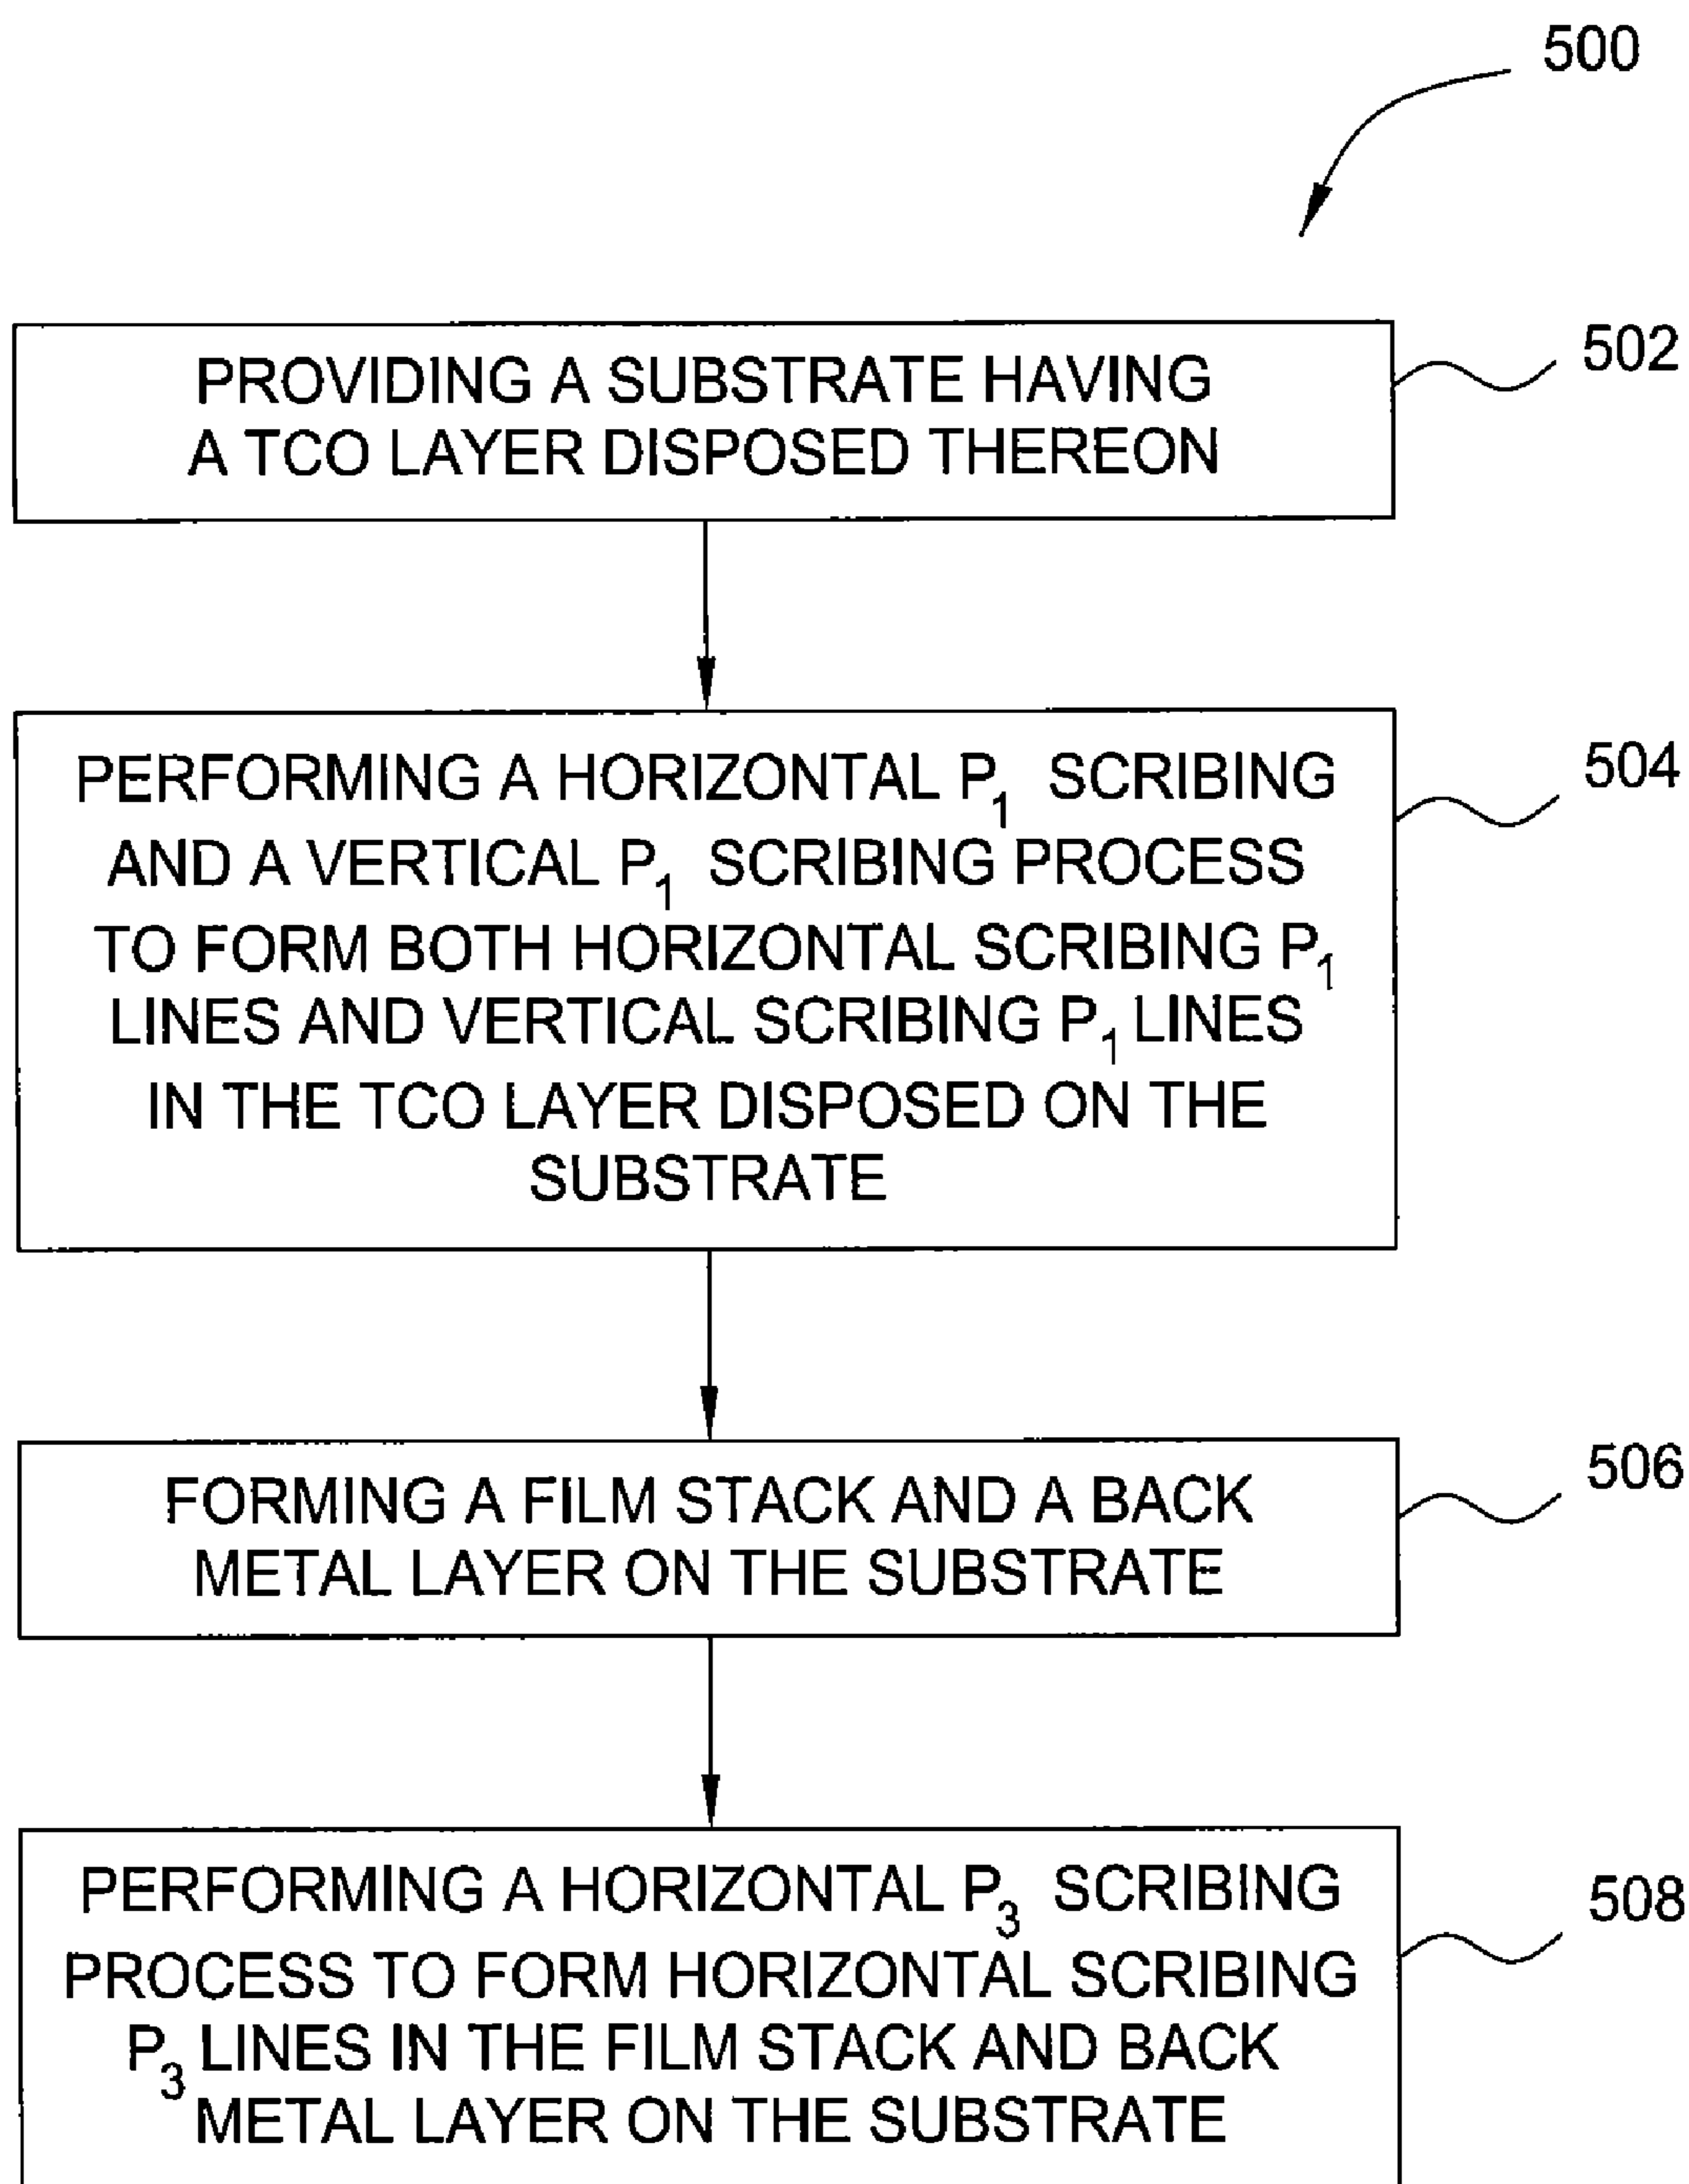 500
PROVIDING A SUBSTRATE HAVING
A TCO LAYER DISPOSED THEREON
502
PERFORMING A HORIZONTAL P₁ SCRIBING
AND A VERTICAL P₁ SCRIBING PROCESS
TO FORM BOTH HORIZONTAL SCRIBING P₁
LINES AND VERTICAL SCRIBING P₁ LINES
IN THE TCO LAYER DISPOSED ON THE
SUBSTRATE
504
FORMING A FILM STACK AND A BACK
METAL LAYER ON THE SUBSTRATE
506
PERFORMING A HORIZONTAL P₃ SCRIBING
PROCESS TO FORM HORIZONTAL SCRIBING
P₃ LINES IN THE FILM STACK AND BACK
METAL LAYER ON THE SUBSTRATE
508